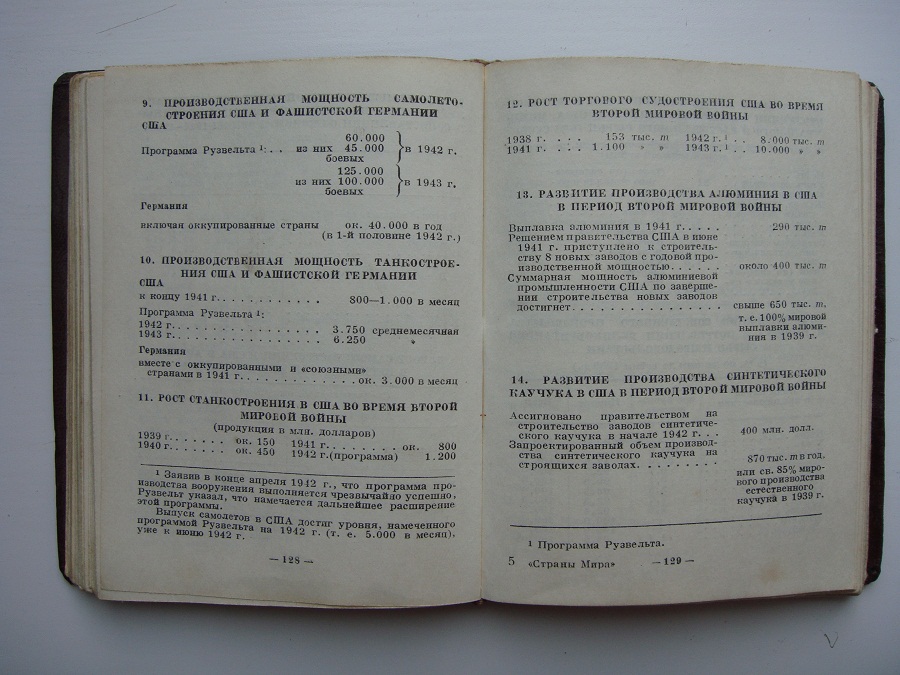 9. ПРОИЗВОДСТВЕННАЯ МОЩНОСТЬ САМОЛЕТО-
СТРОЕНИЯ США И ФАШИСТСКОЙ ГЕРМАНИИ
США
60.000
Программа Рузвельта ¹: . . из них 45.000 } в 1942 г.
боевых
125.000
из них 100.000 } в 1943 г.
боевых
Германия
включая оккупированные страны ок. 40.000 в год
(в 1-й половине 1942 г.)
10. ПРОИЗВОДСТВЕННАЯ МОЩНОСТЬ ТАНКОСТРОЕ-
НИЯ США И ФАШИСТСКОЙ ГЕРМАНИИ
США
к концу 1941 г. . . . . . . . . . . . 800—1.000 в месяц
Программа Рузвельта ¹:
1942 г. . . . . . . . . . . . . . . . 3.750 среднемесячная
1943 г. . . . . . . . . . . . . . . . 6.250 »
Германия
вместе с оккупированными и «союзными»
странами в 1941 г. . . . . . . . . . . . ок. 3.000 в месяц
11. РОСТ СТАНКОСТРОЕНИЯ В США ВО ВРЕМЯ ВТОРОЙ
МИРОВОЙ ВОЙНЫ
(продукция в млн. долларов)
1939 г. . . . . . . ок. 150 1941 г. . . . . . . . ок. 800
1940 г. . . . . . . ок. 450 1942 г. (программа) 1.200
¹ Заявив в конце апреля 1942 г., что программа про-
изводства вооружения выполняется чрезвычайно успешно,
Рузвельт указал, что намечается дальнейшее расширение
этой программы.
Выпуск самолетов в США достиг уровня, намеченного
программой Рузвельта на 1942 г. (т. е. 5.000 в месяц),
уже к июню 1942 г.
— 128 —
12. РОСТ ТОРГОВОГО СУДОСТРОЕНИЯ США ВО ВРЕМЯ
ВТОРОЙ МИРОВОЙ ВОЙНЫ
1938 г. . . . 153 тыс. т 1942 г. ¹ . . 8.000 тыс. т
1941 г. . . . 1.100 » » 1943 г. ¹ . . 10.000 » »
13. РАЗВИТИЕ ПРОИЗВОДСТВА АЛЮМИНИЯ В США
В ПЕРИОД ВТОРОЙ МИРОВОЙ ВОЙНЫ
Выплавка алюминия в 1941 г. . . . . 290 тыс. т
Решением правительства США в июне
1941 г. приступлено к строитель-
ству 8 новых заводов с годовой про-
изводственной мощностью . . . . . . около 400 тыс. т
Суммарная мощность алюминиевой
промышленности США по заверше-
нии строительства новых заводов
достигнет . . . . . . . . . . . . . . . . свыше 650 тыс. т.
т. е. 100% мировой
выплавки алюми-
ния в 1939 г.
14. РАЗВИТИЕ ПРОИЗВОДСТВА СИНТЕТИЧЕСКОГО
КАУЧУКА В США В ПЕРИОД ВТОРОЙ МИРОВОЙ ВОЙНЫ
Ассигновано правительством на
строительство заводов синтетиче-
ского каучука в начале 1942 г. . . 400 млн. долл.
Запроектированный объем производ-
ства синтетического каучука на
строящихся заводах . . . . . . . . . 870 тыс. т в год.
или св. 85% миро-
вого производства
естественного
каучука в 1939 г.
¹ Программа Рузвельта.
5 «Страны Мира» — 129 —